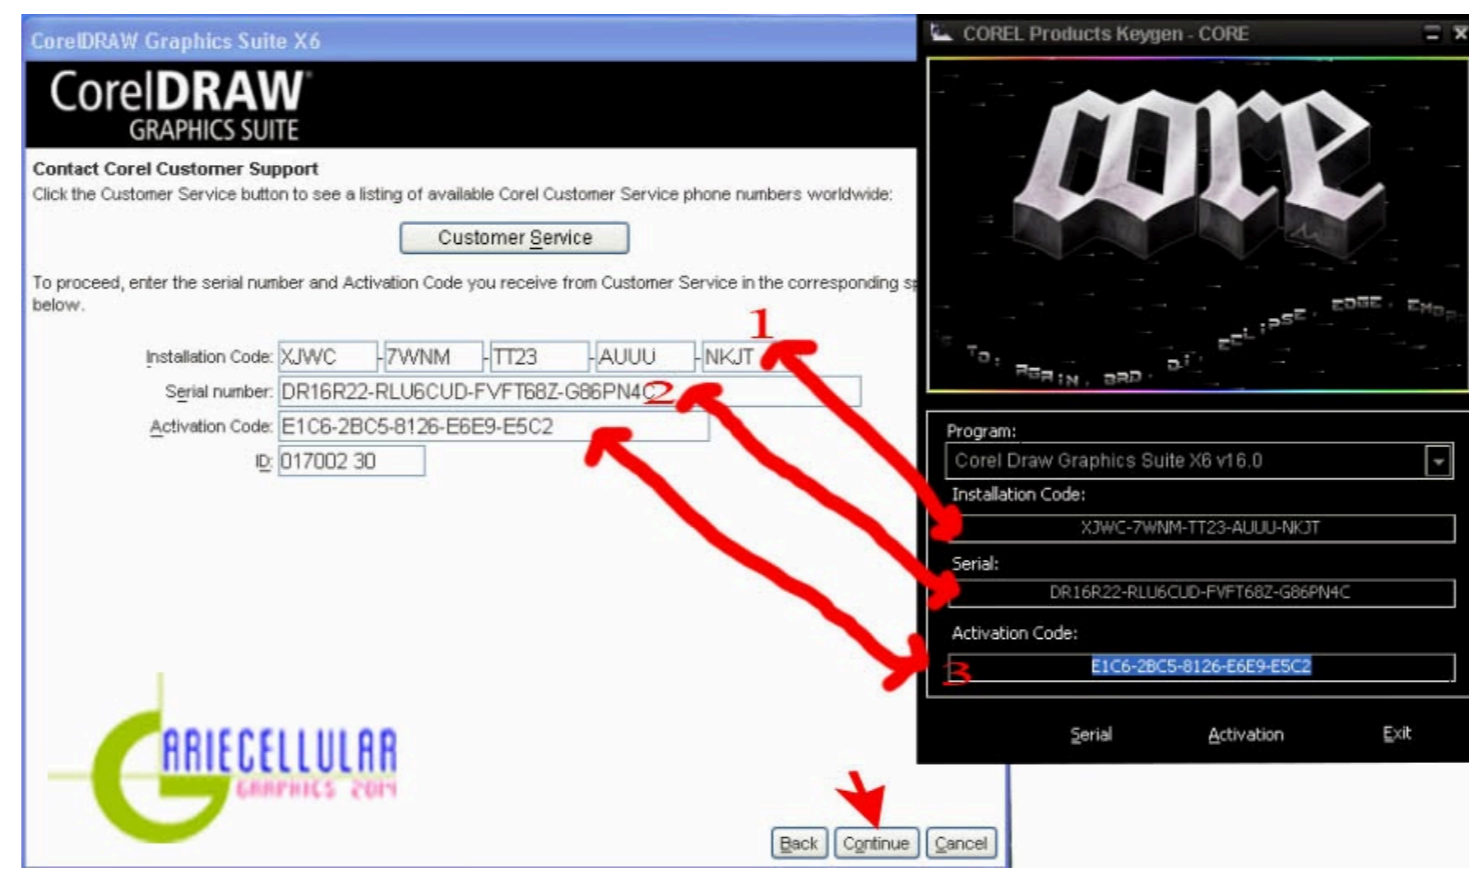 CorelDRAW Graphics Suite X6
CorelDRAW
GRAPHICS SUITE
Contact Corel Customer Support
Click the Customer Service button to see a listing of available Corel Customer Service phone numbers worldwide:
Customer Service
To proceed, enter the serial number and Activation Code you receive from Customer Service in the corresponding
below.
1
Installation Code: XJWC -7WNM -TT23 -AUUU -NKJT
Serial number: DR16R22-RLU6CUD-FVFT68Z-G86PN4C
2
Activation Code: E1C6-2BC5-8126-E6E9-E5C2
ID: 017002 30
ARIECELLULAR
GRAPHICS 2014
Back Continue Cancel
COREL Products Keygen - CORE
core
Program:
Corel Draw Graphics Suite X6 v16.0
Installation Code:
XJWC-7WNM-TT23-AUUU-NKJT
Serial:
DR16R22-RLU6CUD-FVFT68Z-G86PN4C
Activation Code:
3
E1C6-2BC5-8126-E6E9-E5C2
Serial Activation Exit